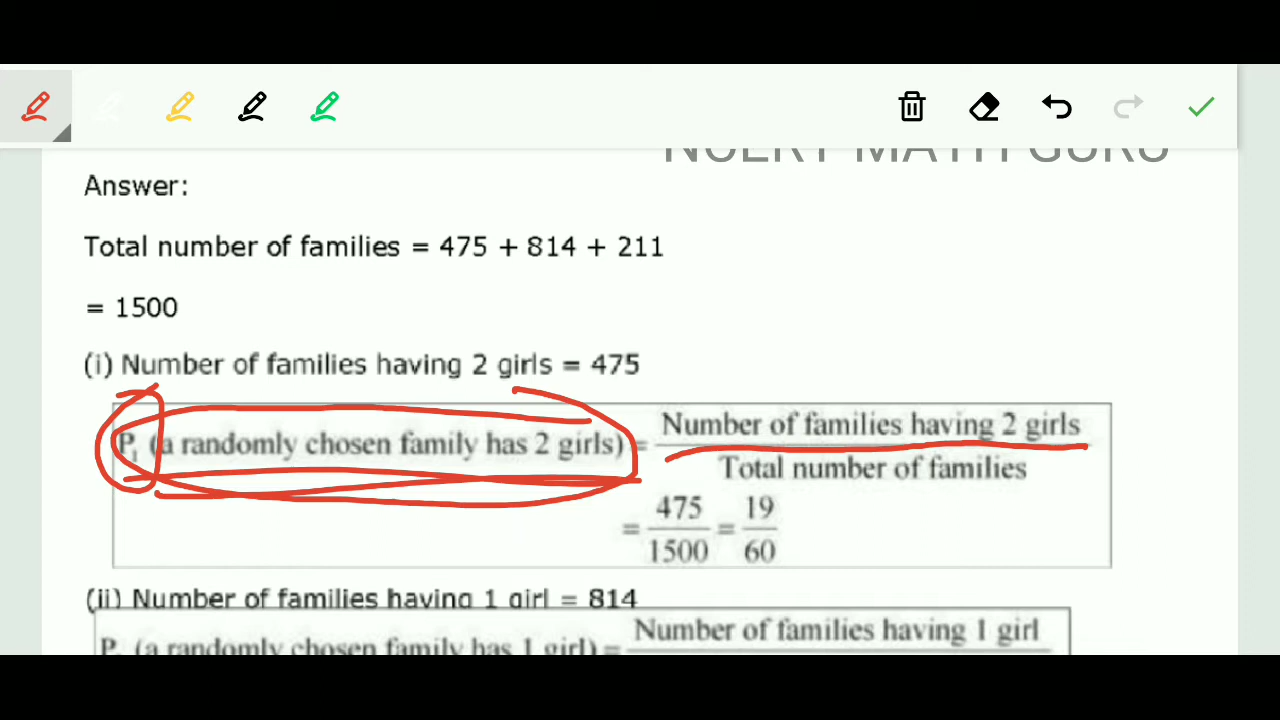 NCERT MATH GURU
Answer:
Total number of families = 475 + 814 + 211
= 1500
(i) Number of families having 2 girls = 475
P₁ (a randomly chosen family has 2 girls) = Number of families having 2 girls / Total number of families
= 475/1500 = 19/60
(ii) Number of families having 1 girl = 814
P (a randomly chosen family has 1 girl) = Number of families having 1 girl